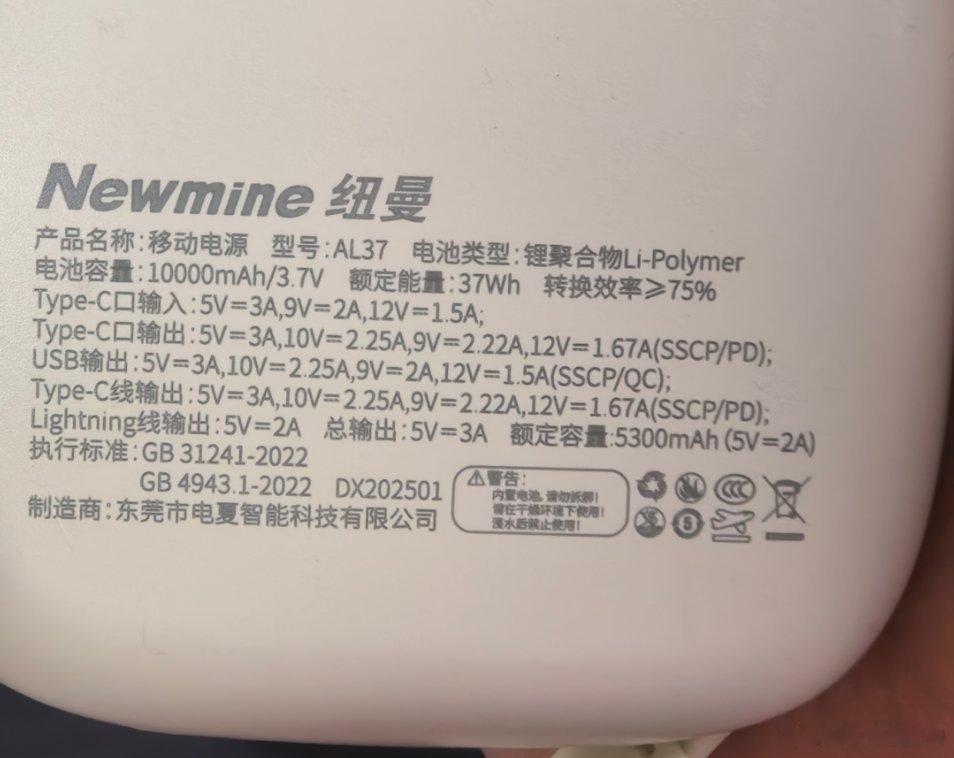 Newmine 纽曼
产品名称:移动电源 型号:AL37 电池类型:锂聚合物Li-Polymer
电池容量:10000mAh/3.7V 额定能量:37Wh 转换效率≥75%
Type-C口输入:5V=3A,9V=2A,12V=1.5A;
Type-C口输出:5V=3A,10V=2.25A,9V=2.22A,12V=1.67A(SSCP/PD);
USB输出:5V=3A,10V=2.25A,9V=2A,12V=1.5A(SSCP/QC);
Type-C线输出:5V=3A,10V=2.25A,9V=2.22A,12V=1.67A(SSCP/PD);
Lightning线输出:5V=2A 总输出:5V=3A 额定容量:5300mAh (5V=2A)
执行标准:GB 31241-2022
GB 4943.1-2022 DX202501
制造商:东莞市电夏智能科技有限公司
警告:
内置电池,请勿拆卸!
请在干燥环境下使用!
浸水后禁止使用!